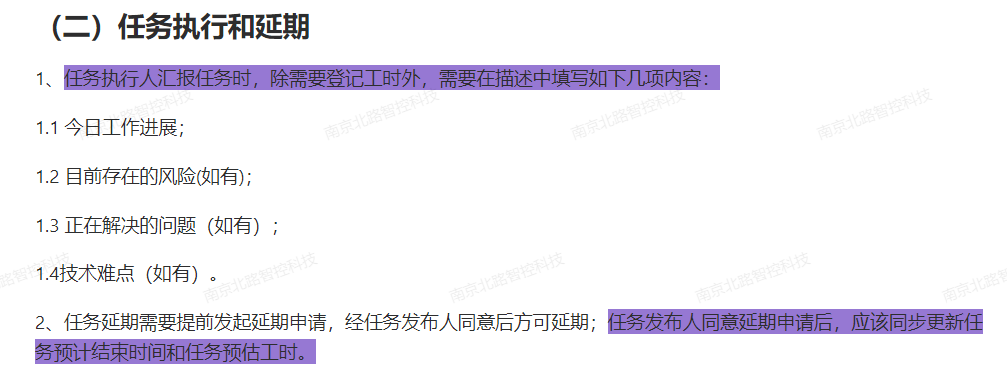 （二）任务执行和延期
1、任务执行人汇报任务时，除需要登记工时外，需要在描述中填写如下几项内容：
1.1 今日工作进展；
1.2 目前存在的风险(如有)；
1.3 正在解决的问题（如有）；
1.4技术难点（如有）。
2、任务延期需要提前发起延期申请，经任务发布人同意后方可延期；任务发布人同意延期申请后，应该同步更新任
务预计结束时间和任务预估工时。
南京北路智控科技
南京北路智控科技
南京北路智控科技
南京北路智控科技
北路智控科技
南京北路智控科技
南京北路智控科技
南京北路智控科技
南京北路智控科技